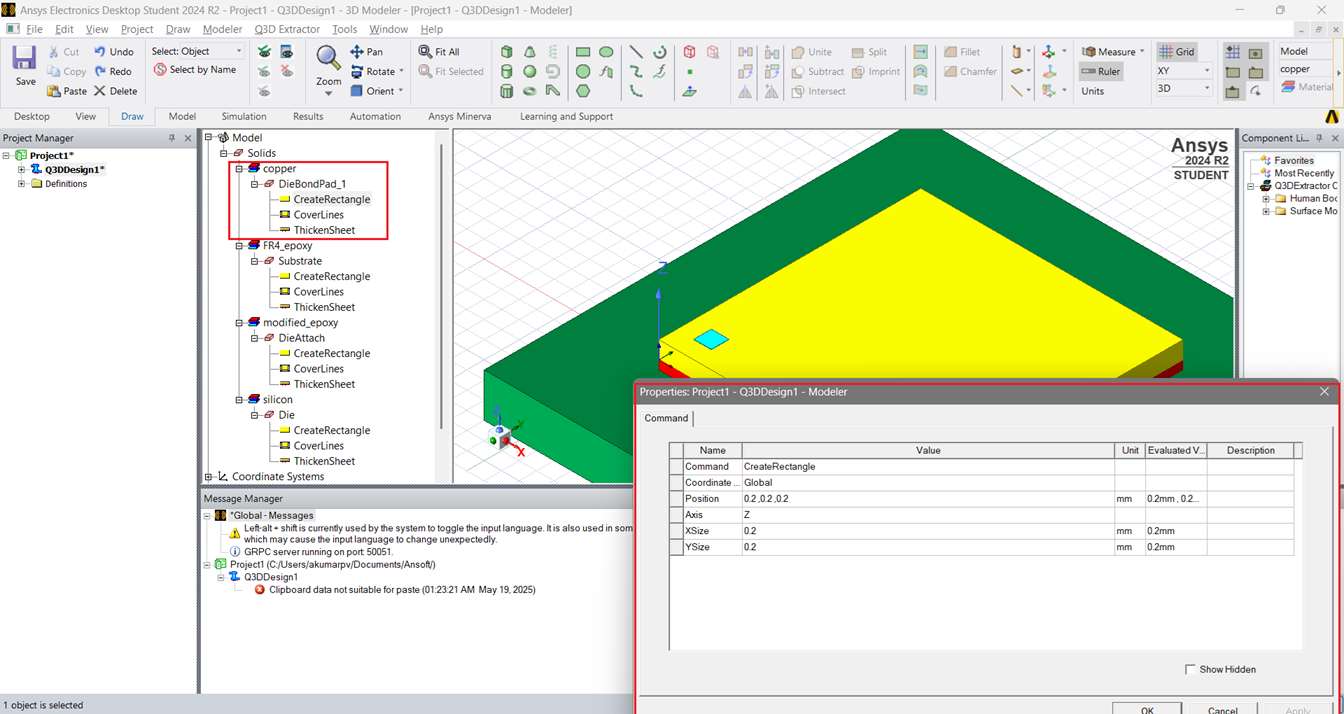 Ansys Electronics Desktop Student 2024 R2 - Project1 - Q3DDesign1 - 3D Modeler - [Project1 - Q3DDesign1 - Modeler]
File Edit View Project Draw Modeler Q3D Extractor Tools Window Help
Save
Cut
Copy
Paste
Undo
Redo
Delete
Select: Object
Select by Name
Zoom
Pan
Rotate
Orient
Fit All
Fit Selected
Unite
Subtract
Intersect
Split
Imprint
Fillet
Chamfer
Measure
Ruler
Units
Grid
XY
3D
Model
copper
Material
Desktop View Draw Model Simulation Results Automation Ansys Minerva Learning and Support
Project Manager
Project1*
Q3DDesign1*
Definitions
Model
Solids
copper
DieBondPad_1
CreateRectangle
CoverLines
ThickenSheet
FR4_epoxy
Substrate
CreateRectangle
CoverLines
ThickenSheet
modified_epoxy
DieAttach
CreateRectangle
CoverLines
ThickenSheet
silicon
Die
CreateRectangle
CoverLines
ThickenSheet
Coordinate Systems
Ansys
2024 R2
STUDENT
Z
Z
Y
X
Component Li...
Favorites
Most Recently
Q3DExtractor C
Human Boc
Surface Mo
Message Manager
*Global - Messages
Left-alt + shift is currently used by the system to toggle the input language. It is also used in som
which may cause the input language to change unexpectedly.
GRPC server running on port: 50051.
Project1 (C:/Users/akumarpv/Documents/Ansoft/)
Q3DDesign1
Clipboard data not suitable for paste (01:23:21 AM May 19, 2025)
Properties: Project1 - Q3DDesign1 - Modeler
Command
Name Value Unit Evaluated V... Description
Command CreateRectangle
Coordinate ... Global
Position 0.2 ,0.2 ,0.2 mm 0.2mm , 0.2...
Axis Z
XSize 0.2 mm 0.2mm
YSize 0.2 mm 0.2mm
Show Hidden
OK Cancel Apply
1 object is selected